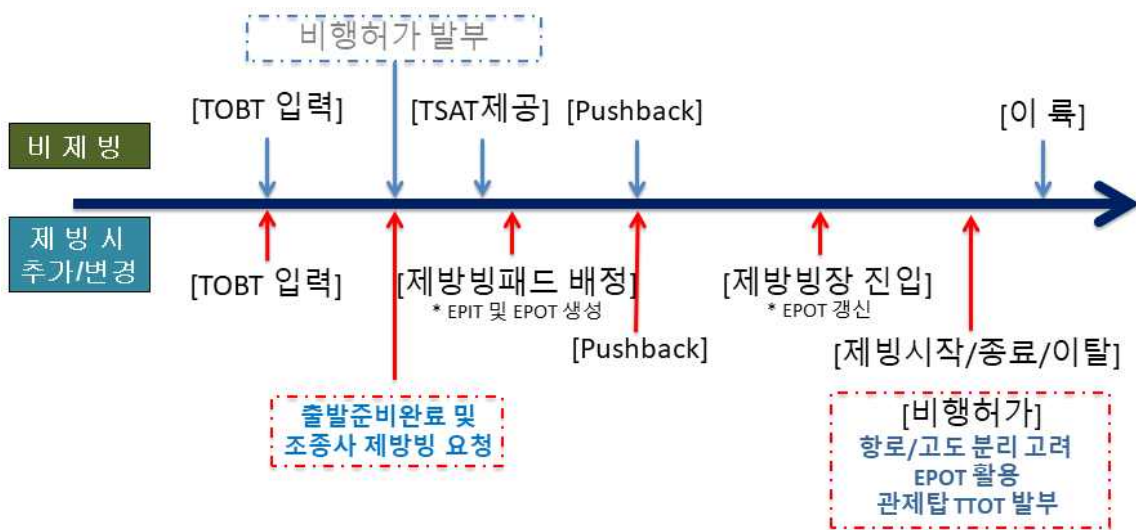 비행허가 발부
[TOBT 입력]
[TSAT제공]
[Pushback]
[이 륙]
비 제 빙
제 빙 시
추가/변경
[TOBT 입력]
[제방빙패드 배정]
* EPIT 및 EPOT 생성
[Pushback]
[제방빙장 진입]
* EPOT 갱신
[제빙시작/종료/이탈]
출발준비완료 및
조종사 제방빙 요청
[비행허가]
항로/고도 분리 고려
EPOT 활용
관제탑 TTOT 발부